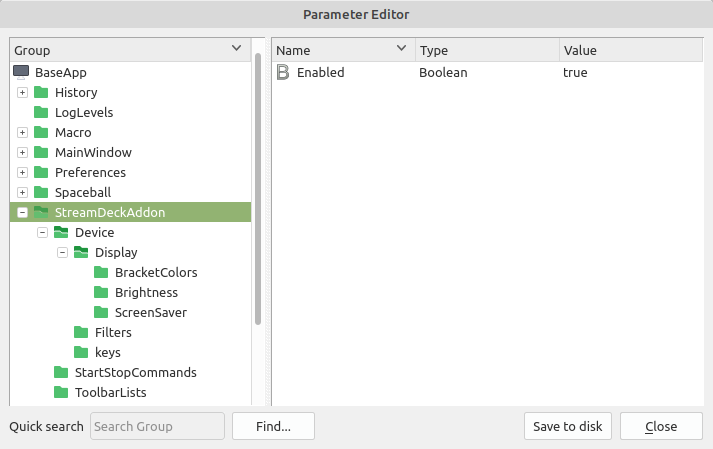 Parameter Editor
Group
BaseApp
History
LogLevels
Macro
MainWindow
Preferences
Spaceball
StreamDeckAddon
Device
Display
BracketColors
Brightness
ScreenSaver
Filters
keys
StartStopCommands
ToolbarLists
Name Type Value
Enabled Boolean true
Quick search Search Group Find... Save to disk Close